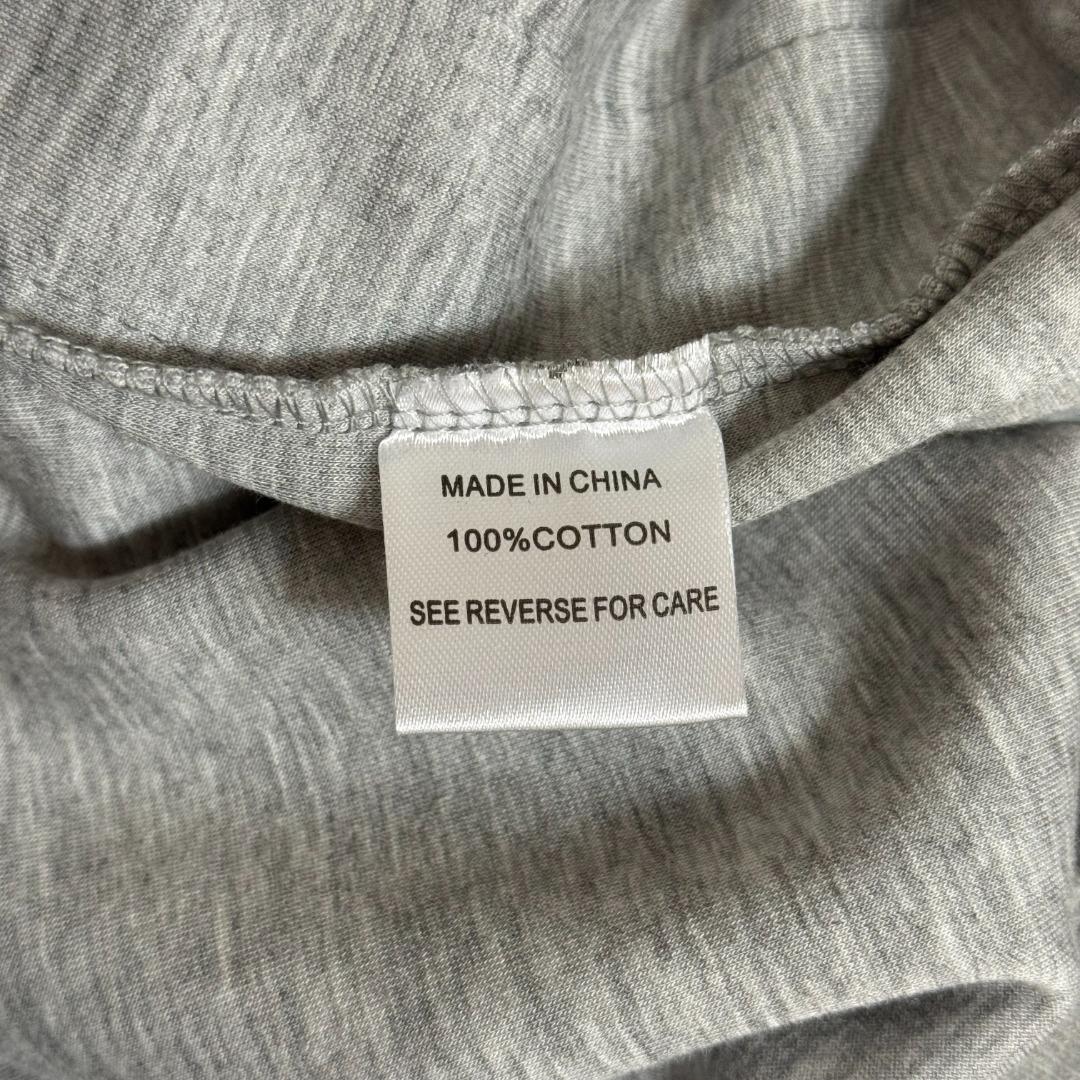 MADE IN CHINA
100%COTTON
SEE REVERSE FOR CARE